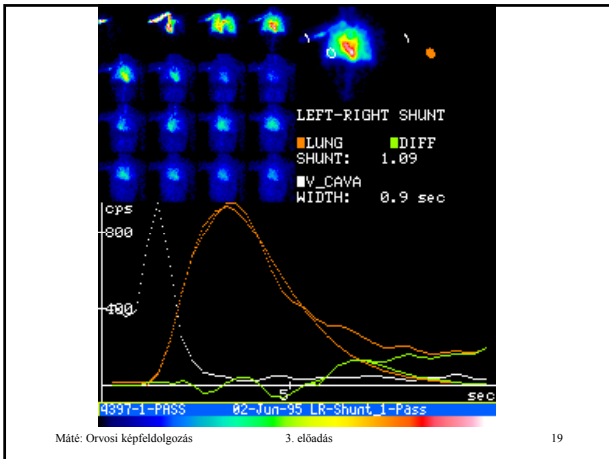 LEFT-RIGHT SHUNT
LUNG DIFF
SHUNT: 1.09
V_CAVA
WIDTH: 0.9 sec
cps
800
400
5
sec
4397-1-PASS 02-Jun-95 LR-Shunt_1-Pass
Máté: Orvosi képfeldolgozás 3. előadás 19